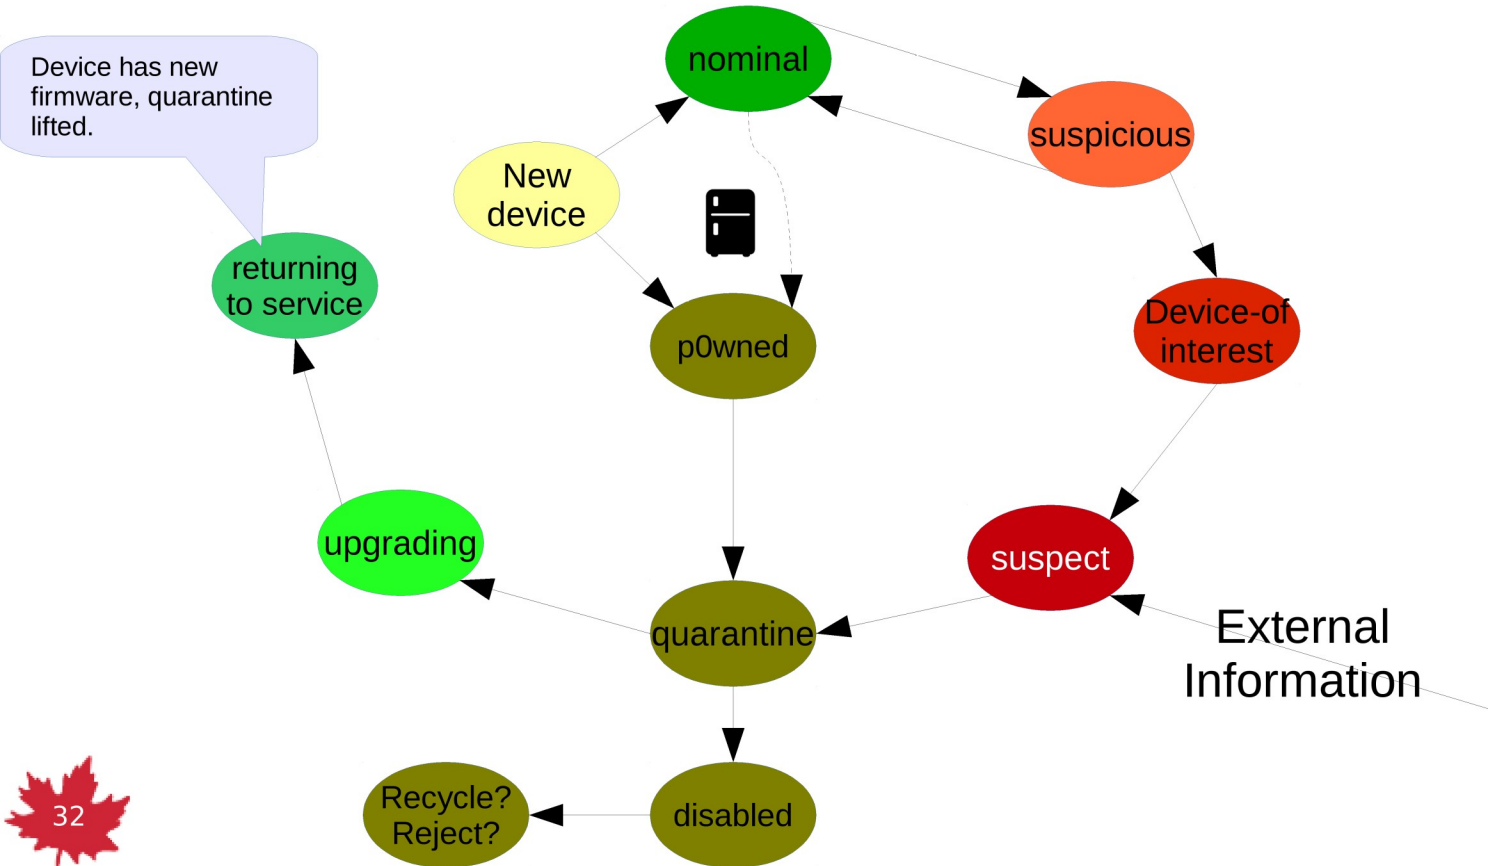 Device has new
firmware, quarantine
lifted.
nominal
suspicious
New
device
returning
to service
Device-of
interest
p0wned
upgrading
suspect
External
Information
quarantine
Recycle?
Reject?
disabled
32